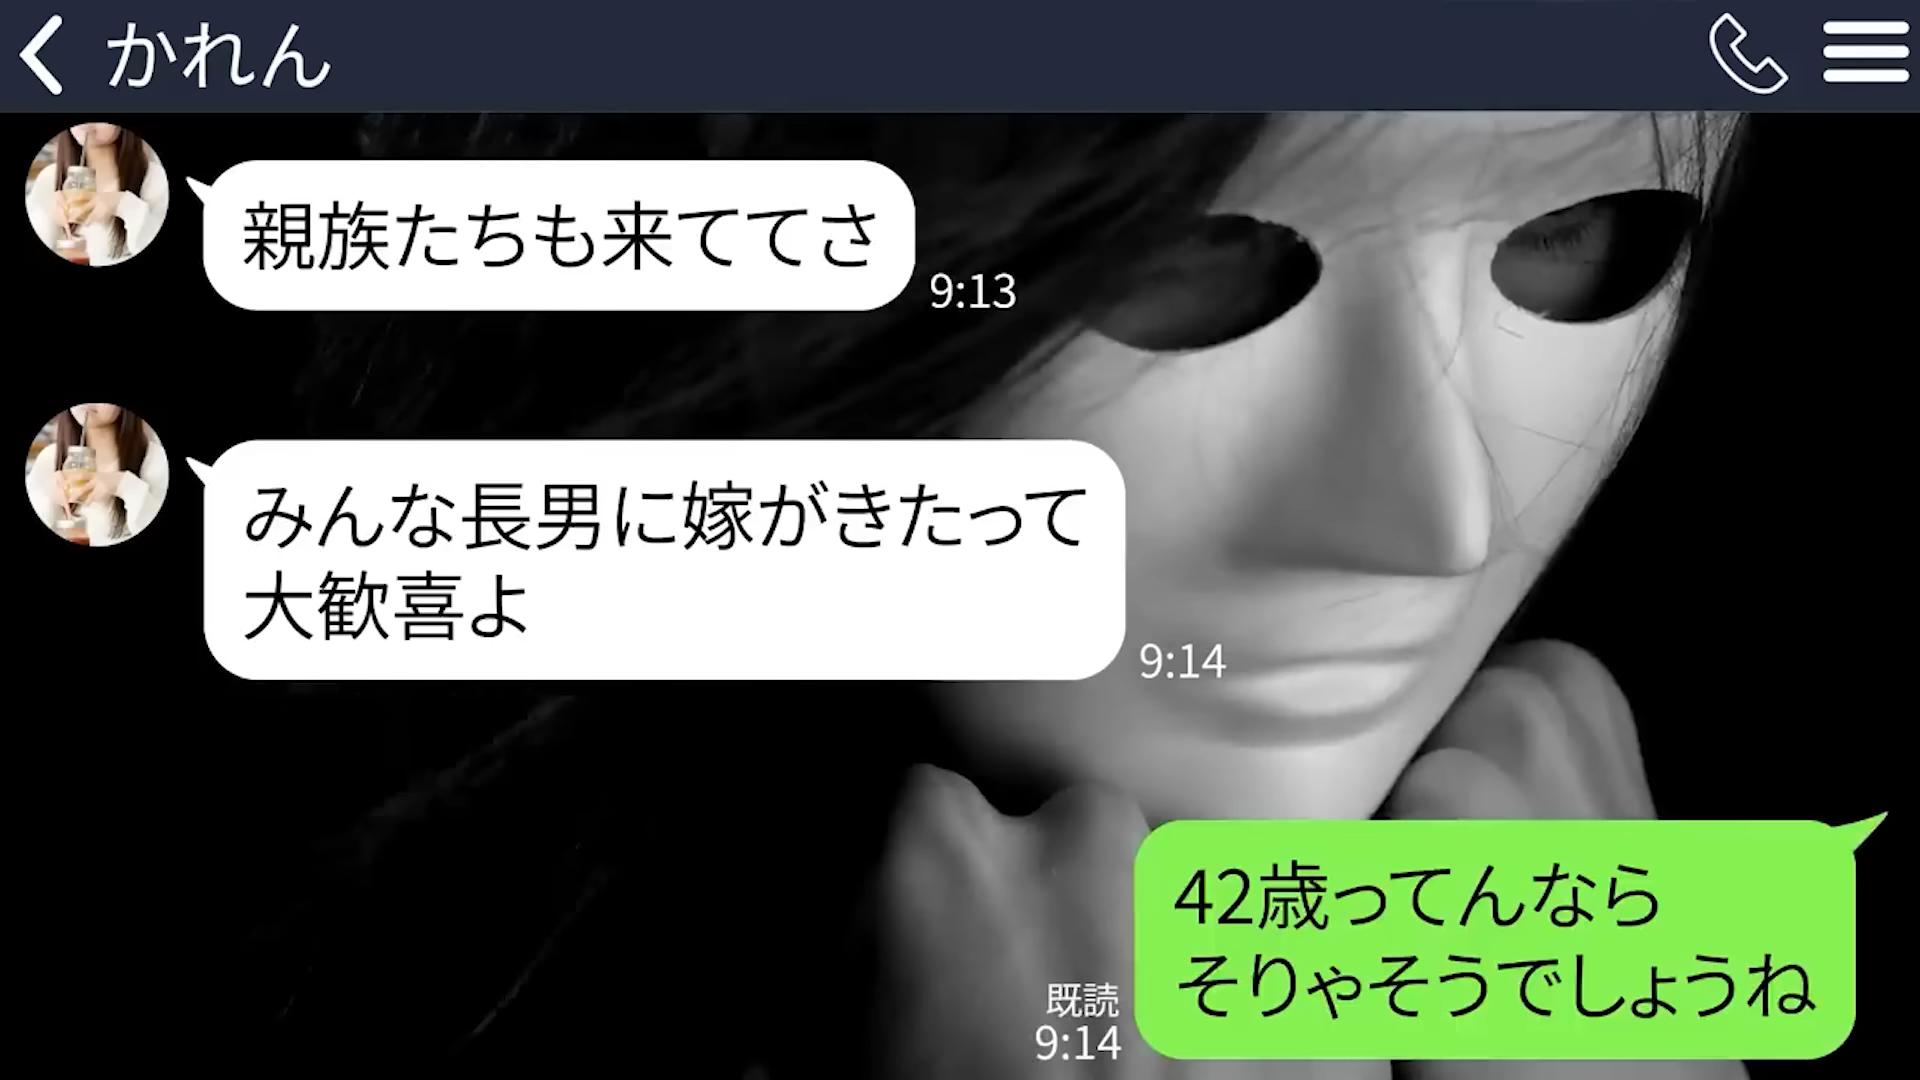 かれん
親族たちも来ててさ
9:13
みんな長男に嫁がきたって
大歓喜よ
9:14
42歳ってんなら
そりゃそうでしょうね
既読
9:14